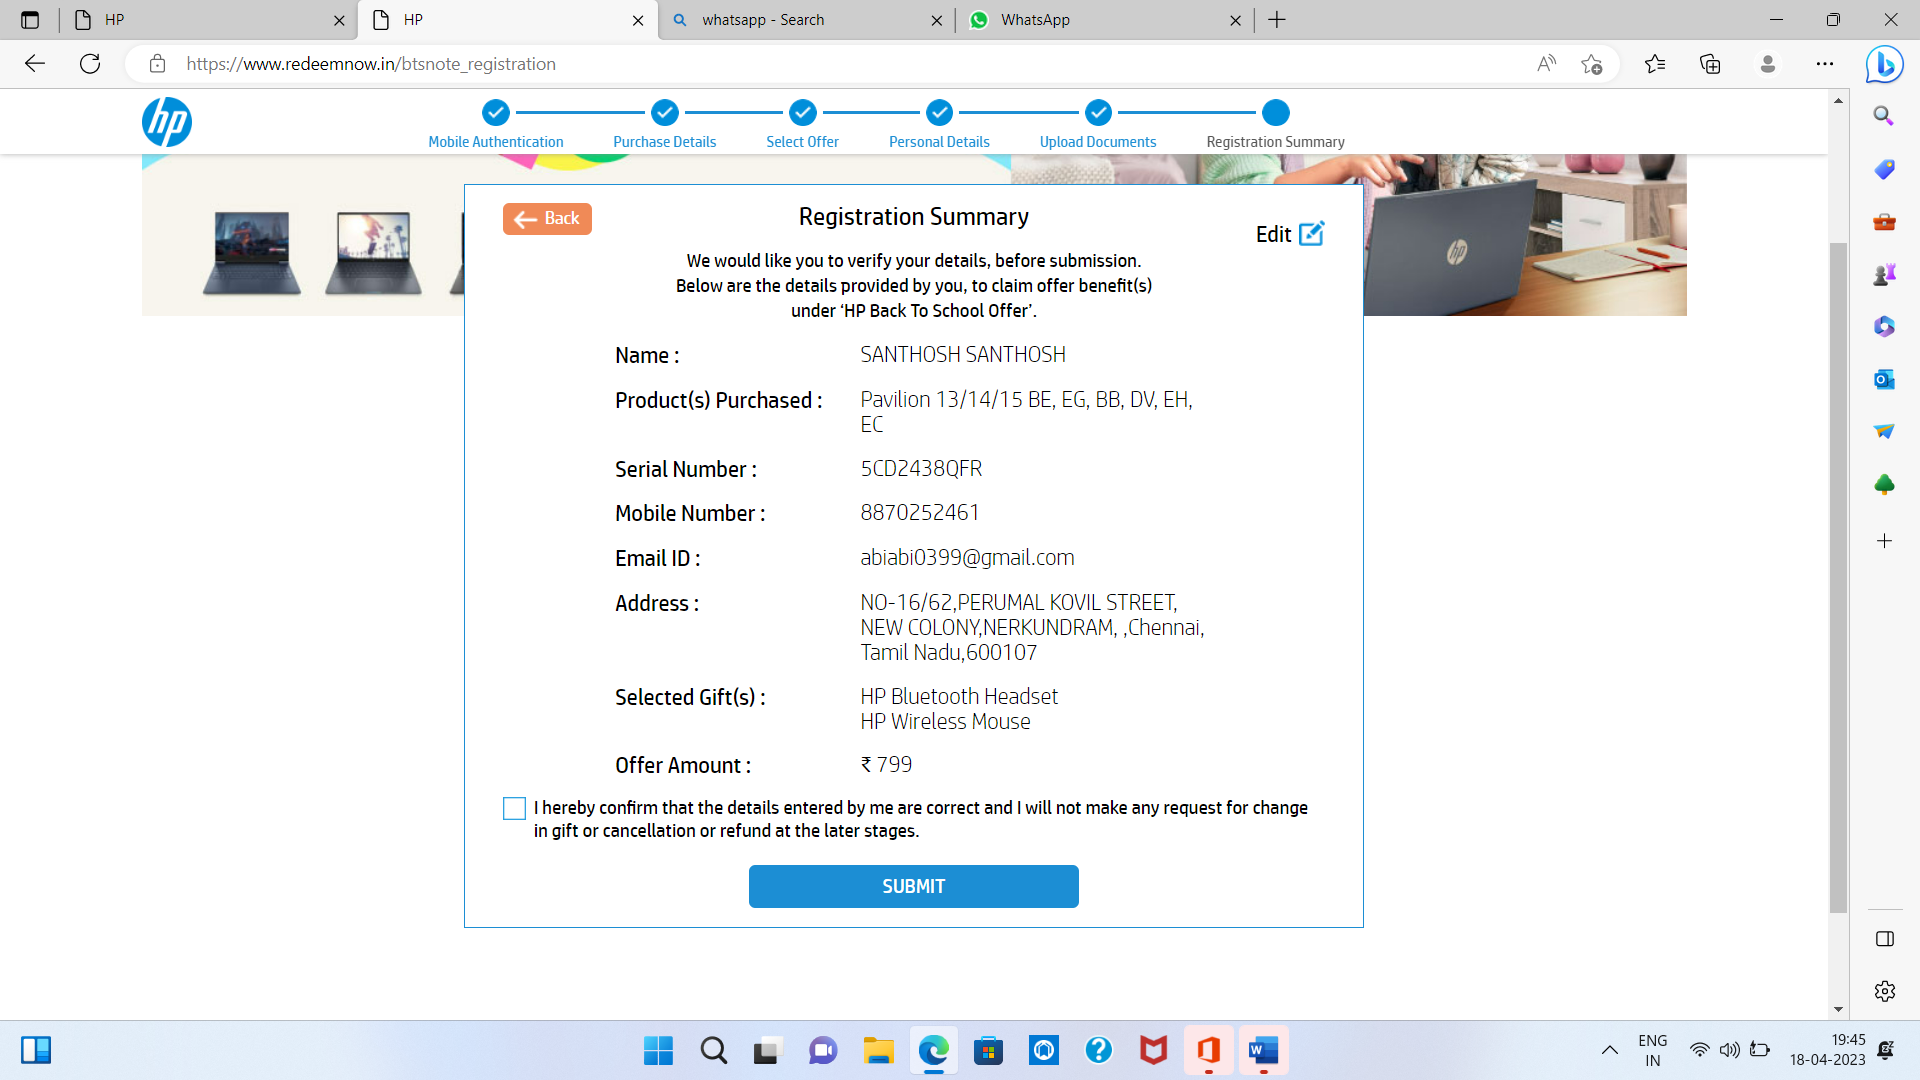 HP
HP
whatsapp - Search
WhatsApp
https://www.redeemnow.in/btsnote_registration
hp
Mobile Authentication
Purchase Details
Select Offer
Personal Details
Upload Documents
Registration Summary
Back
Registration Summary
Edit
We would like you to verify your details, before submission.
Below are the details provided by you, to claim offer benefit(s)
under ‘HP Back To School Offer’.
Name : SANTHOSH SANTHOSH
Product(s) Purchased : Pavilion 13/14/15 BE, EG, BB, DV, EH,
EC
Serial Number : 5CD2438QFR
Mobile Number : 8870252461
Email ID : abiabi0399@gmail.com
Address : NO-16/62,PERUMAL KOVIL STREET,
NEW COLONY,NERKUNDRAM, ,Chennai,
Tamil Nadu,600107
Selected Gift(s) : HP Bluetooth Headset
HP Wireless Mouse
Offer Amount : ₹ 799
I hereby confirm that the details entered by me are correct and I will not make any request for change
in gift or cancellation or refund at the later stages.
SUBMIT
hp
ENG
IN
19:45
18-04-2023